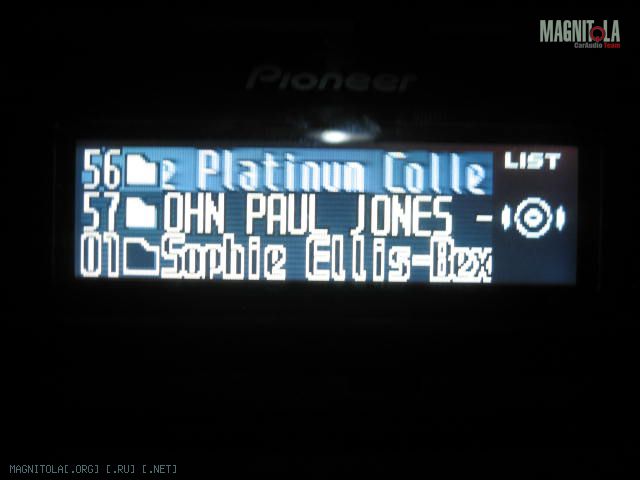 MAGNITOLA
CarAudio Team
Pioneer
56 e Platinum Colle
LIST
57 OHN PAUL JONES -
01 Sophie Ellis-Bex
MAGNITOLA[.ORG] [.RU] [.NET]